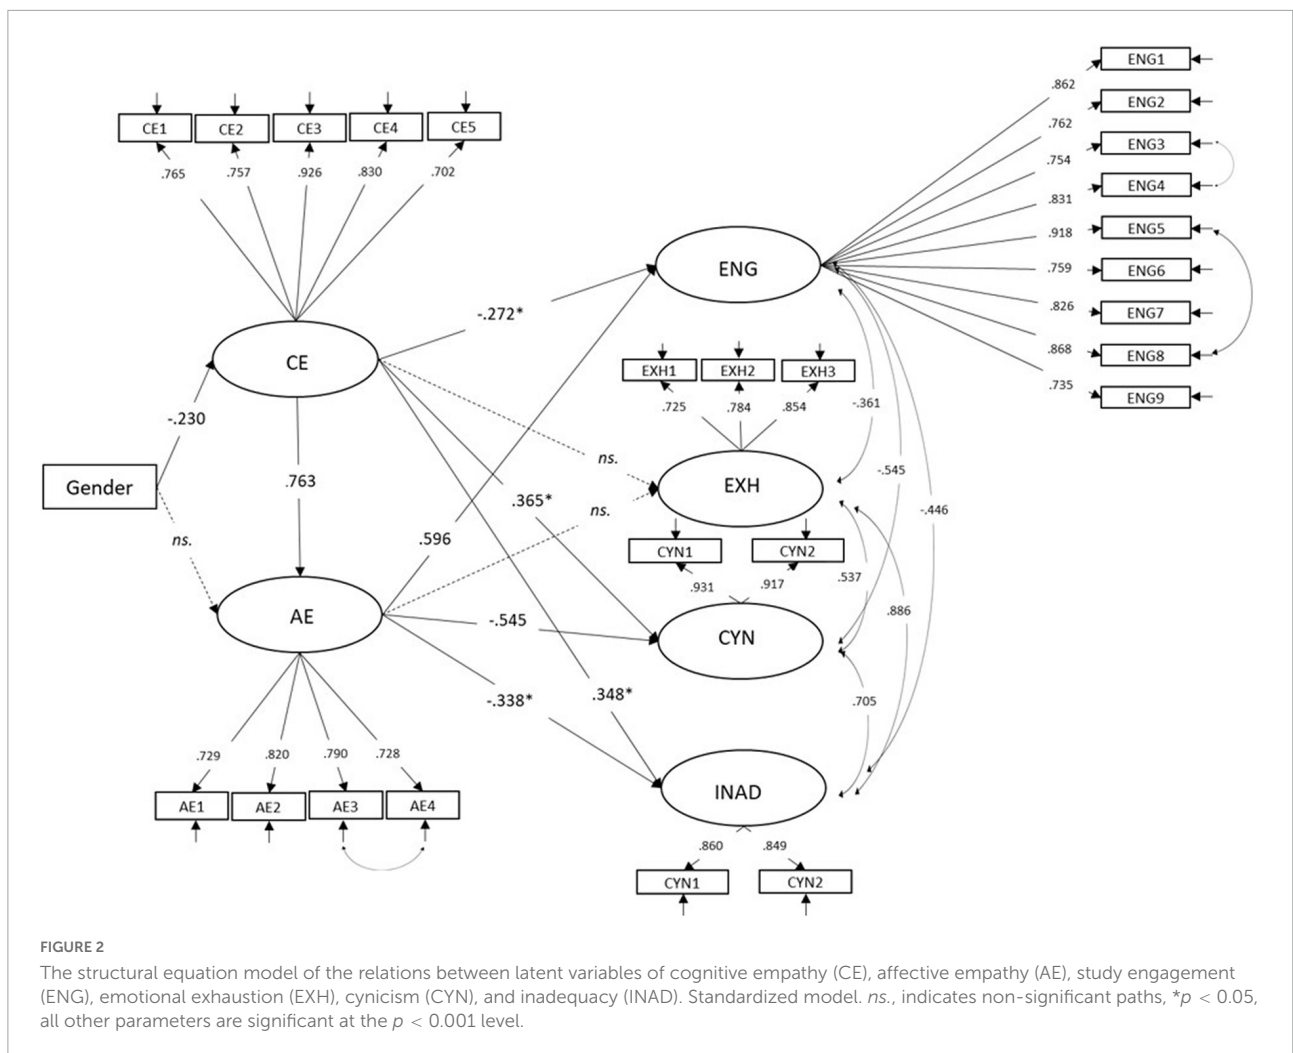 ENG1
.862
ENG2
CE1 CE2 CE3 CE4 CE5
.762
ENG3
.765 .757 .926 .830 .702
.754
ENG4
.831
ENG5
.918
ENG
ENG6
.759
ENG7
.826
-.272*
ENG8
.868
CE
EXH1 EXH2 EXH3
.735
ENG9
.725 .784 .854
-.361
-.230
ns.
-.545
.763
Gender
EXH
.365*
ns.
-.446
ns.
.596
CYN1 CYN2
.931 .917
.537
.886
AE
-.545
CYN
-.338*
.348*
.705
.729 .820 .790 .728
INAD
AE1 AE2 AE3 AE4
.860 .849
CYN1 CYN2
FIGURE 2
The structural equation model of the relations between latent variables of cognitive empathy (CE), affective empathy (AE), study engagement
(ENG), emotional exhaustion (EXH), cynicism (CYN), and inadequacy (INAD). Standardized model. ns., indicates non-significant paths, *p < 0.05,
all other parameters are significant at the p < 0.001 level.